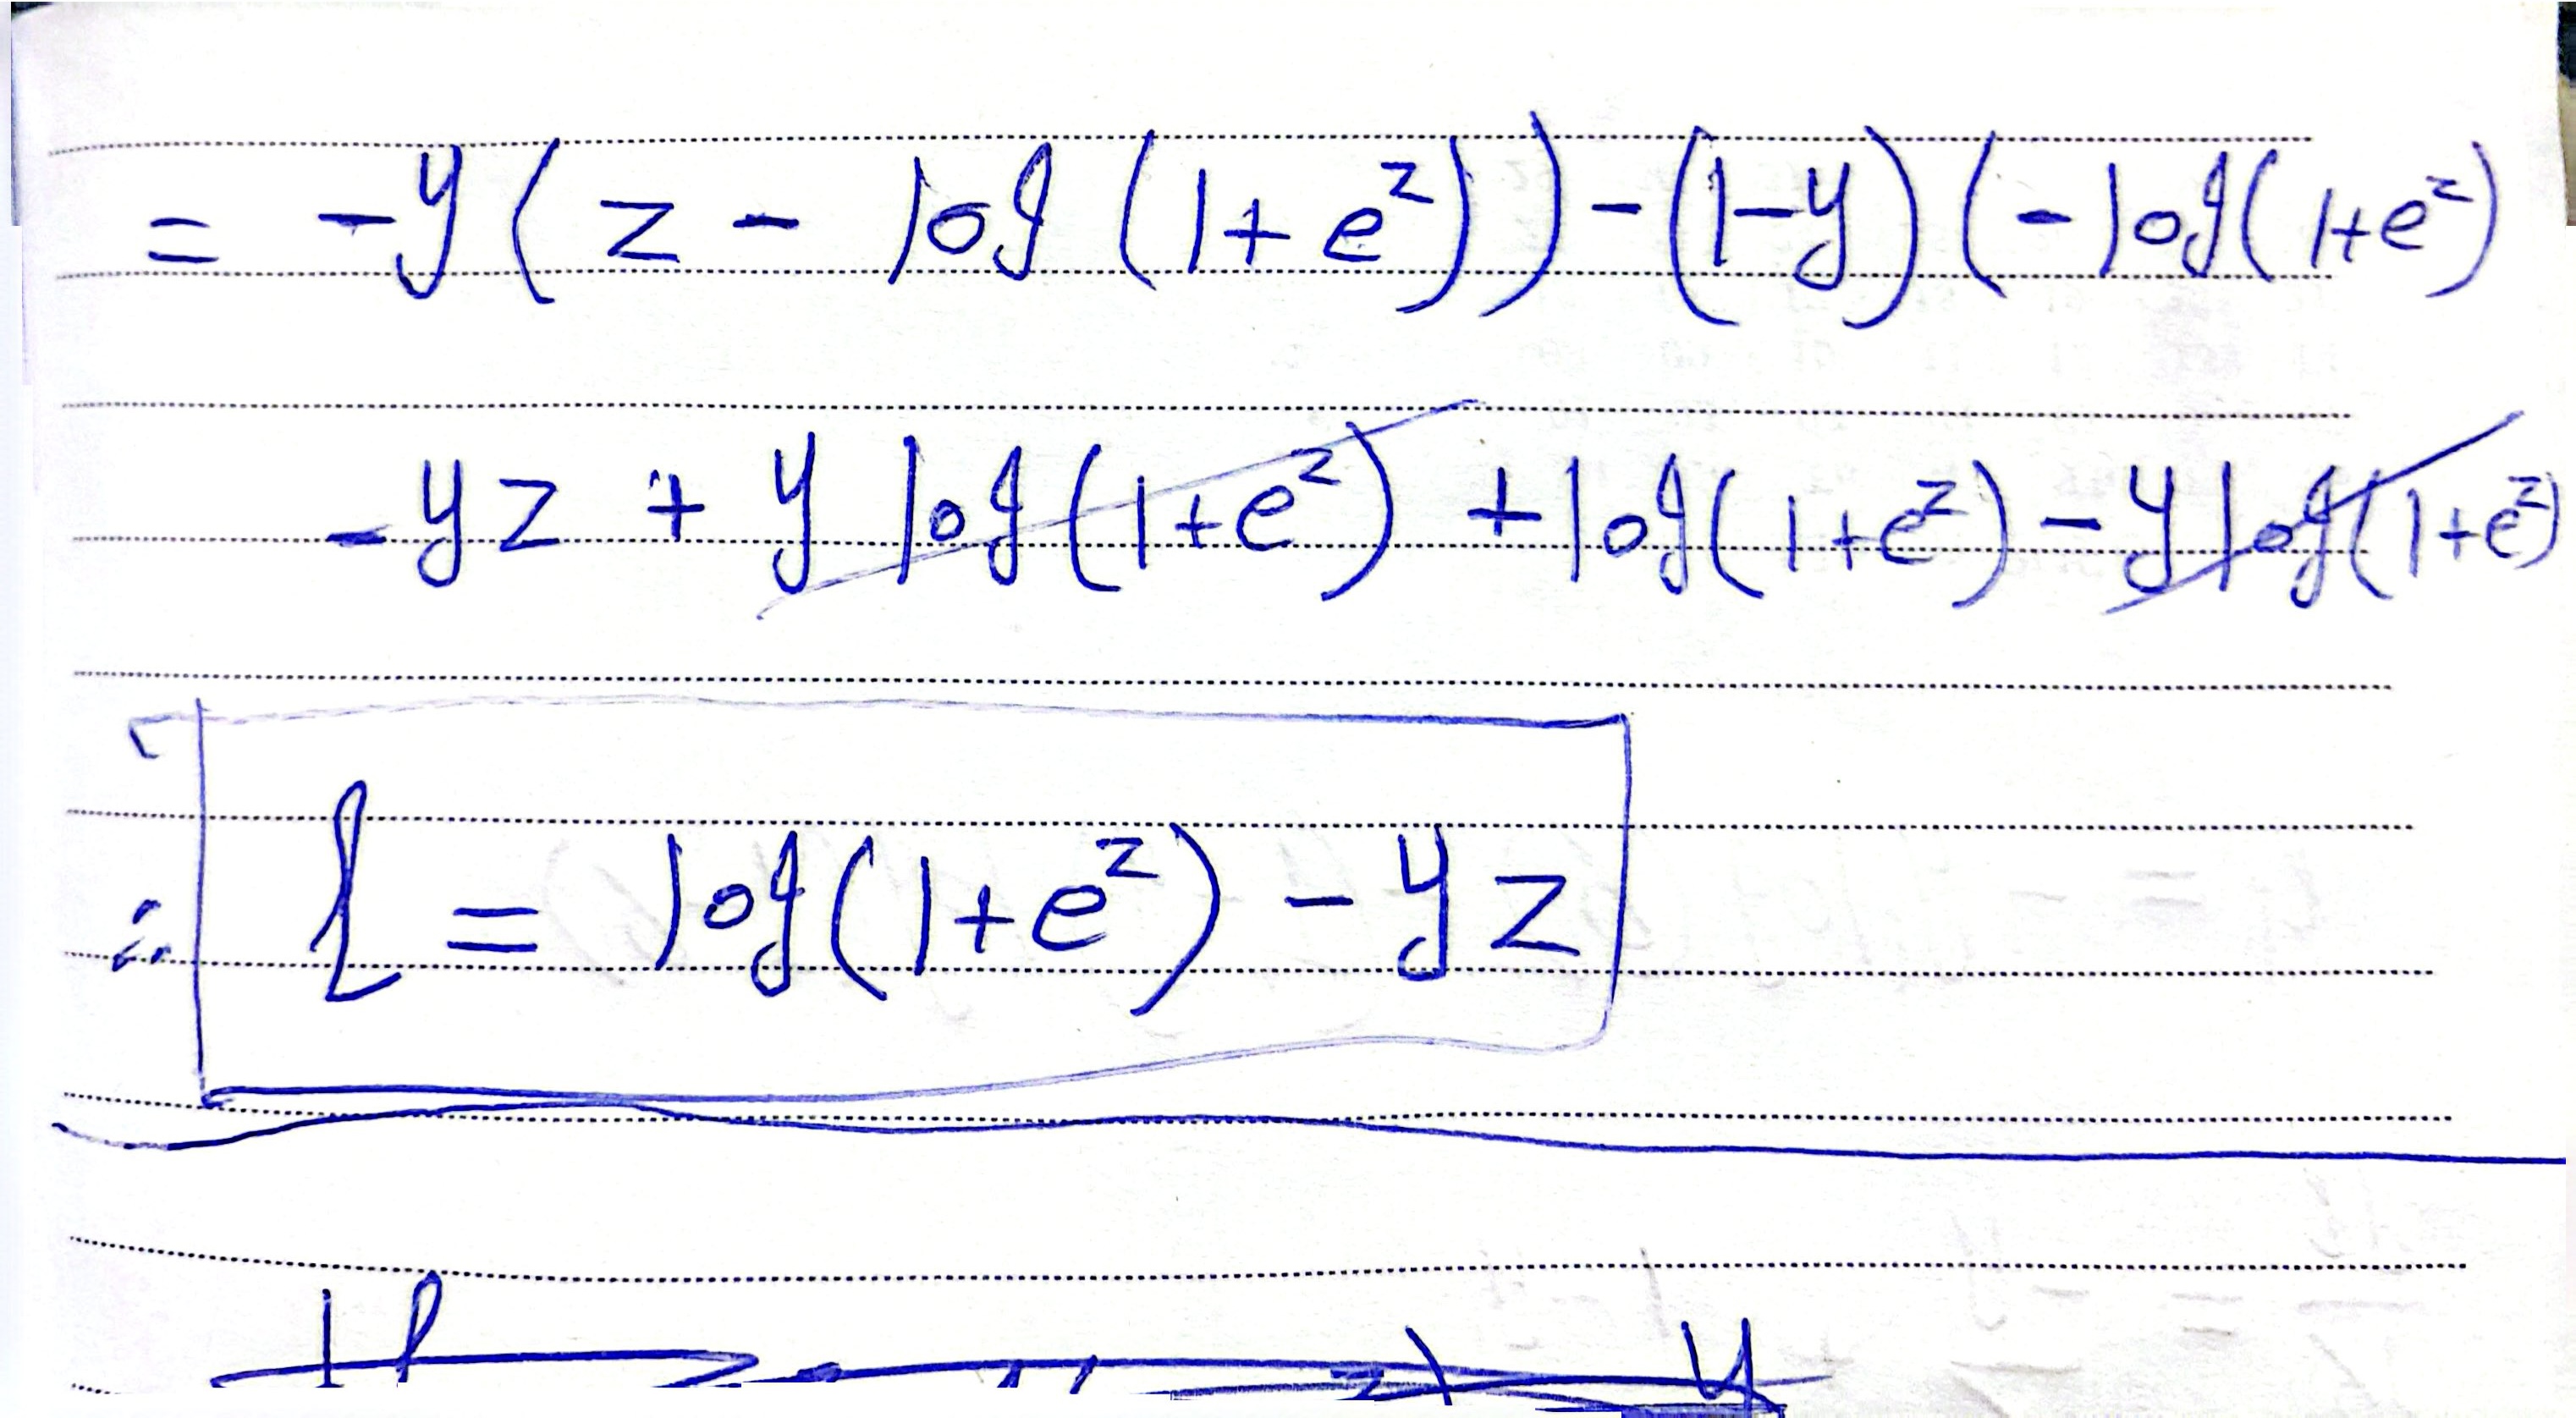 = -y(z - log(1+e^z)) - (1-y)(-log(1+e^z)
-yz + y log(1+e^z) + log(1+e^z) - y log(1+e^z)
∴ l = log(1+e^z) - yz